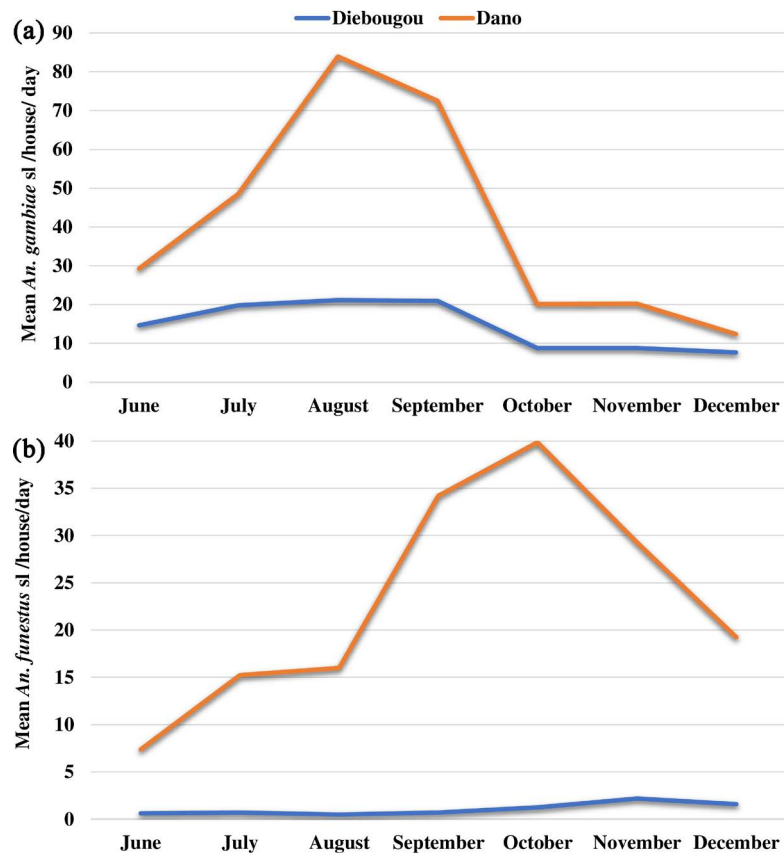 Diebougou Dano
(a)
Mean An. gambiae sl /house/ day
90
80
70
60
50
40
30
20
10
0
June July August September October November December
(b)
Mean An. funestus sl /house/day
40
35
30
25
20
15
10
5
0
June July August September October November December